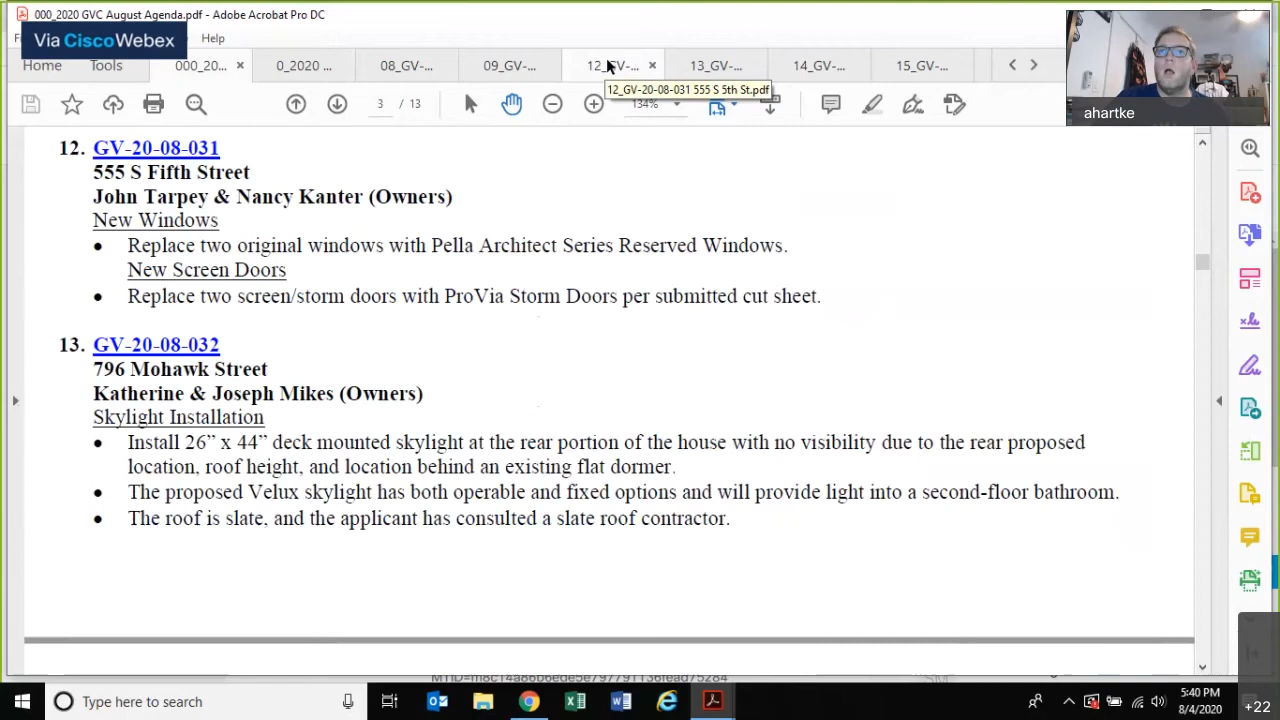 000_2020 GVC August Agenda.pdf - Adobe Acrobat Pro DC
Via CiscoWebex
Help
Home
Tools
000_20...
0_2020 ...
08_GV-...
09_GV-...
12_GV-...
13_GV-...
14_GV-...
15_GV-...
12_GV-20-08-031 555 S 5th St.pdf
3 / 13
134%
ahartke
12. GV-20-08-031
555 S Fifth Street
John Tarpey & Nancy Kanter (Owners)
New Windows
• Replace two original windows with Pella Architect Series Reserved Windows.
New Screen Doors
• Replace two screen/storm doors with ProVia Storm Doors per submitted cut sheet.
13. GV-20-08-032
796 Mohawk Street
Katherine & Joseph Mikes (Owners)
Skylight Installation
• Install 26” x 44” deck mounted skylight at the rear portion of the house with no visibility due to the rear proposed
location, roof height, and location behind an existing flat dormer.
• The proposed Velux skylight has both operable and fixed options and will provide light into a second-floor bathroom.
• The roof is slate, and the applicant has consulted a slate roof contractor.
Type here to search
5:40 PM
8/4/2020
+22